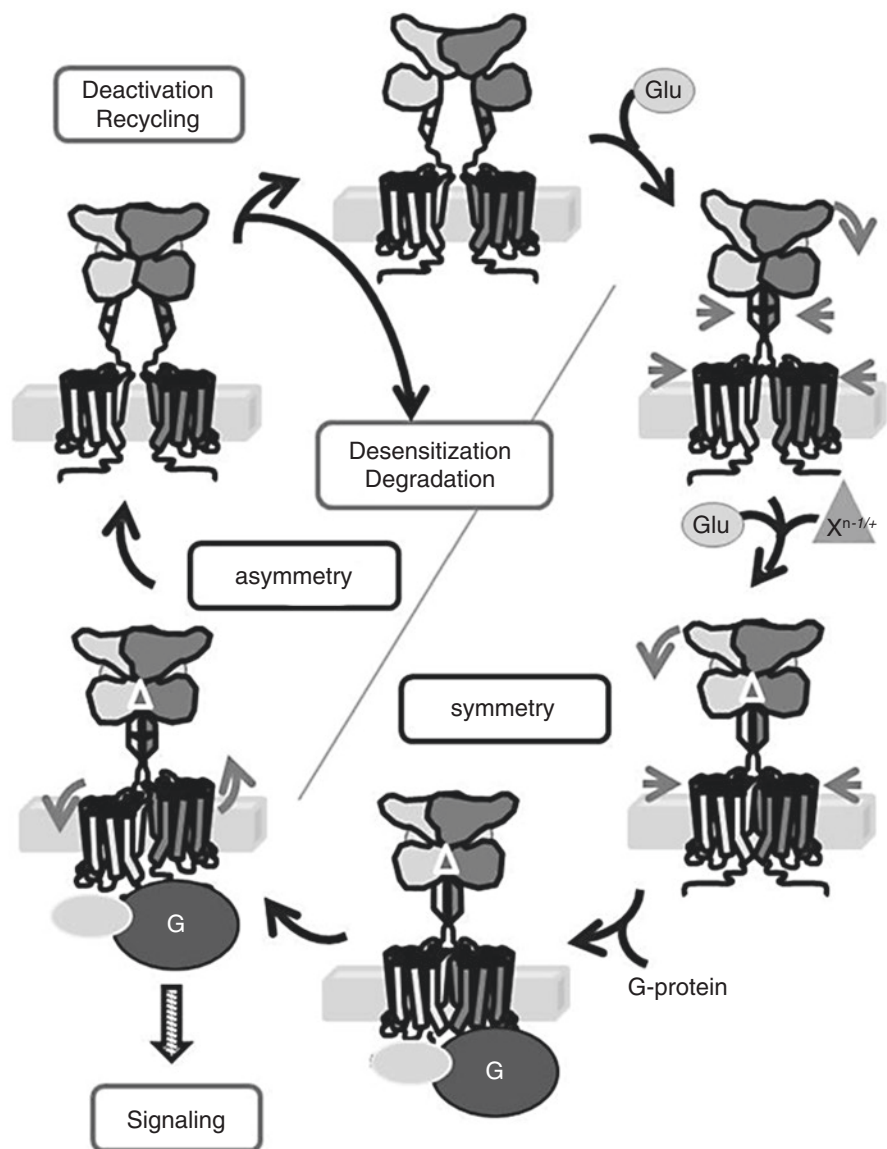 Deactivation
Recycling
Glu
Desensitization
Degradation
Glu
Xn-1/+
asymmetry
symmetry
G
G-protein
G
Signaling